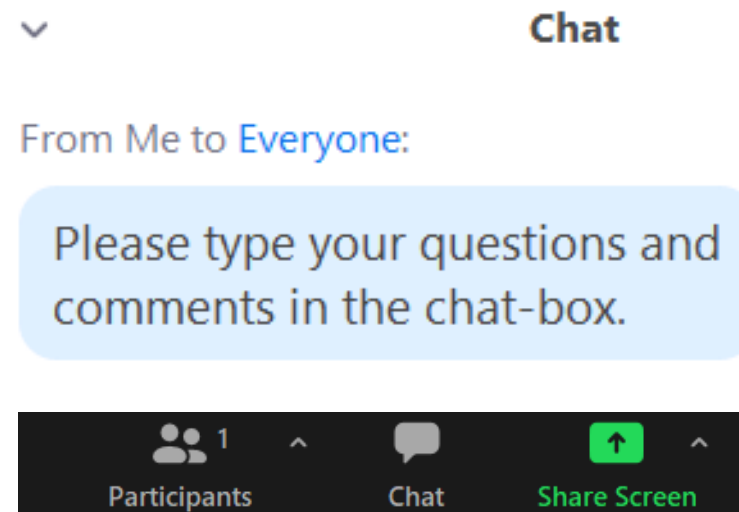 Chat
From Me to Everyone:
Please type your questions and
comments in the chat-box.
1
Participants Chat Share Screen